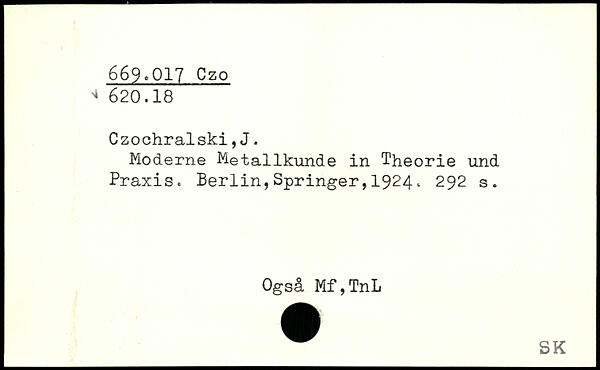 669.017 Czo
620.18
Czochralski,J.
Moderne Metallkunde in Theorie und
Praxis. Berlin,Springer,1924. 292 s.
Også Mf,TnL
SK